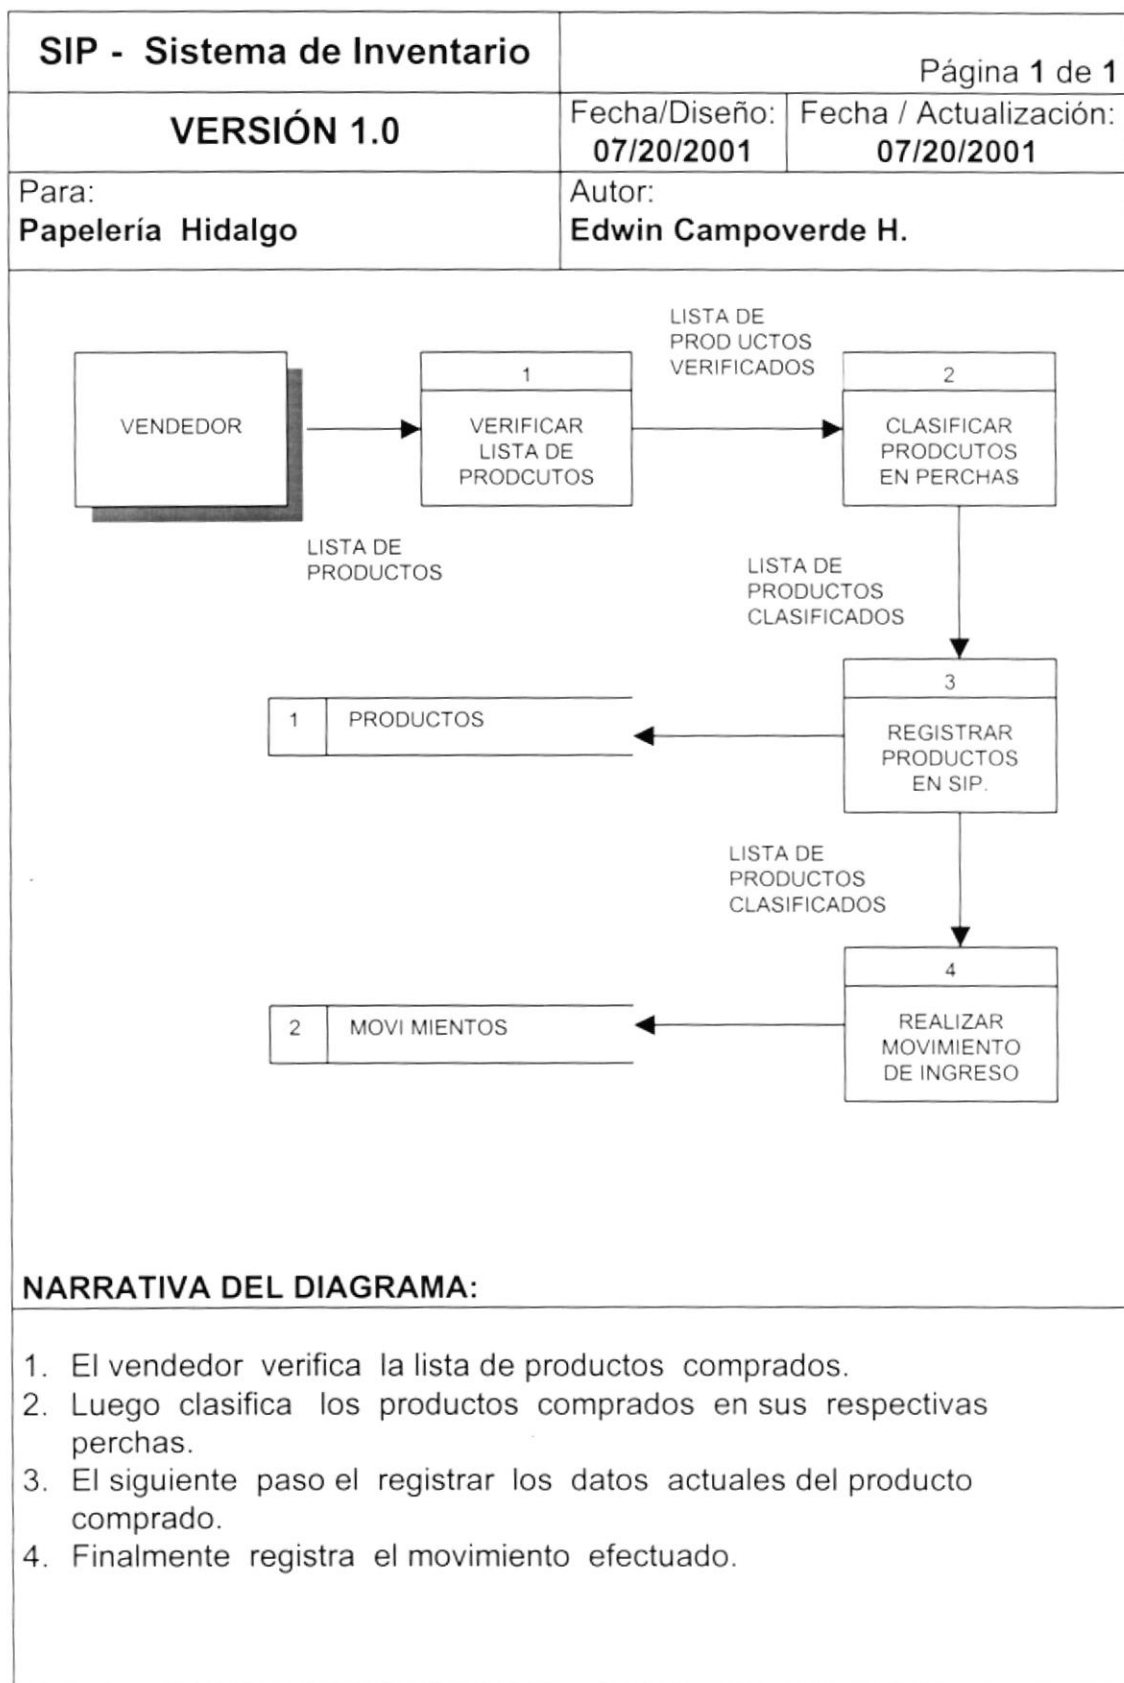 SIP - Sistema de Inventario
Página 1 de 1
VERSIÓN 1.0
Fecha/Diseño:
07/20/2001
Fecha / Actualización:
07/20/2001
Para:
Papelería Hidalgo
Autor:
Edwin Campoverde H.
VENDEDOR
LISTA DE
PRODUCTOS
1
VERIFICAR
LISTA DE
PRODCUTOS
LISTA DE
PROD UCTOS
VERIFICADOS
2
CLASIFICAR
PRODCUTOS
EN PERCHAS
LISTA DE
PRODUCTOS
CLASIFICADOS
3
REGISTRAR
PRODUCTOS
EN SIP.
1 PRODUCTOS
LISTA DE
PRODUCTOS
CLASIFICADOS
4
REALIZAR
MOVIMIENTO
DE INGRESO
2 MOVI MIENTOS
NARRATIVA DEL DIAGRAMA:
1. El vendedor verifica la lista de productos comprados.
2. Luego clasifica los productos comprados en sus respectivas
perchas.
3. El siguiente paso el registrar los datos actuales del producto
comprado.
4. Finalmente registra el movimiento efectuado.